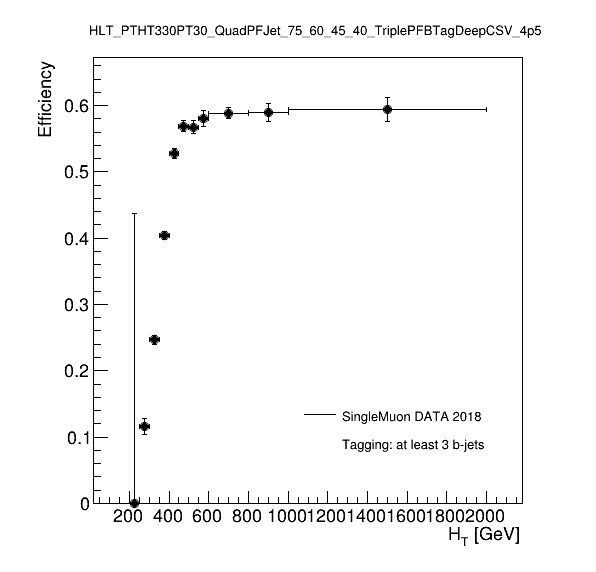 HLT_PTHT330PT30_QuadPFJet_75_60_45_40_TriplePFBTagDeepCSV_4p5
Efficiency
0.6
0.5
0.4
0.3
0.2
0.1
0
SingleMuon DATA 2018
Tagging: at least 3 b-jets
200 400 600 800 1000 1200 1400 1600 1800 2000
H_T [GeV]